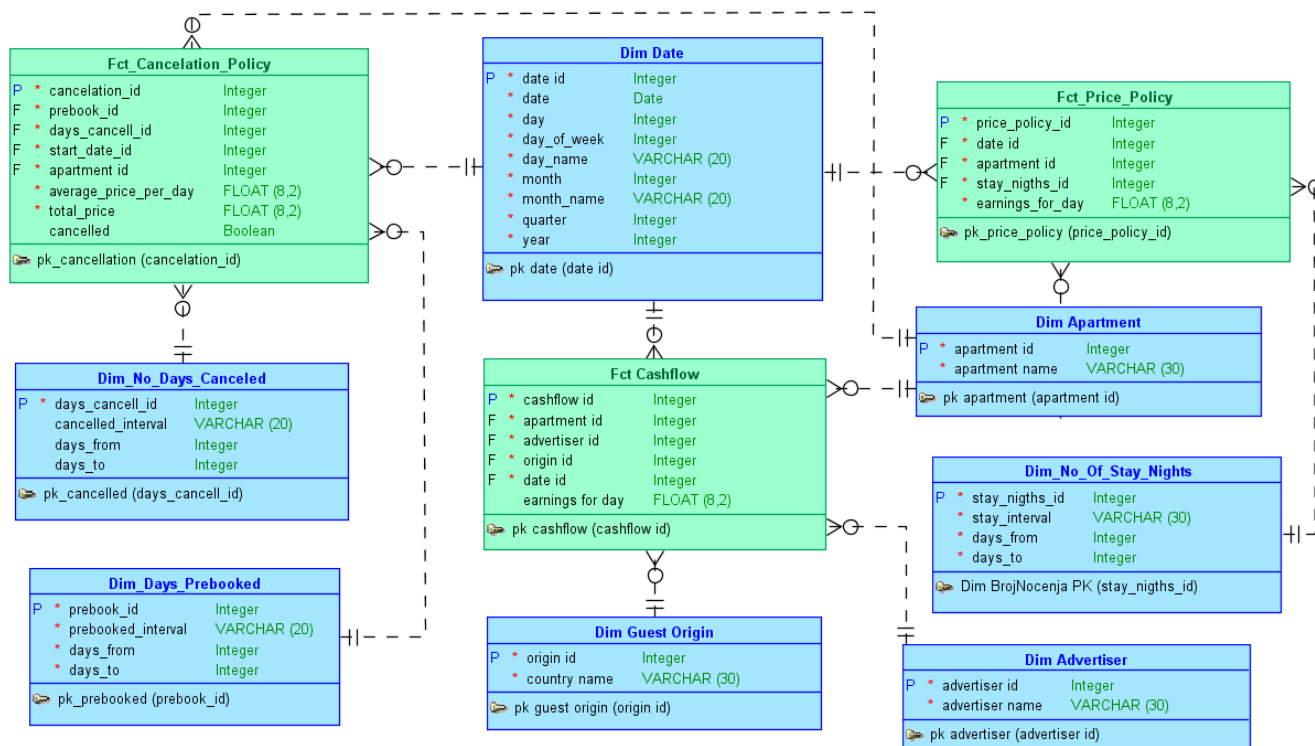 Fct_Cancelation_Policy
P * cancelation_id Integer
F * prebook_id Integer
F * days_cancell_id Integer
F * start_date_id Integer
F * apartment id Integer
* average_price_per_day FLOAT (8,2)
* total_price FLOAT (8,2)
cancelled Boolean
pk_cancellation (cancelation_id)
Dim Date
P * date id Integer
* date Date
* day Integer
* day_of_week Integer
* day_name VARCHAR (20)
* month Integer
* month_name VARCHAR (20)
* quarter Integer
* year Integer
pk date (date id)
Fct_Price_Policy
P * price_policy_id Integer
F * date id Integer
F * apartment id Integer
F * stay_nigths_id Integer
* earnings_for_day FLOAT (8,2)
pk_price_policy (price_policy_id)
Dim Apartment
P * apartment id Integer
* apartment name VARCHAR (30)
pk apartment (apartment id)
Dim_No_Days_Canceled
P * days_cancell_id Integer
cancelled_interval VARCHAR (20)
days_from Integer
days_to Integer
pk_cancelled (days_cancell_id)
Fct Cashflow
P * cashflow id Integer
F * apartment id Integer
F * advertiser id Integer
F * origin id Integer
F * date id Integer
earnings for day FLOAT (8,2)
pk cashflow (cashflow id)
Dim_No_Of_Stay_Nights
P * stay_nigths_id Integer
* stay_interval VARCHAR (30)
* days_from Integer
* days_to Integer
Dim BrojNocenja PK (stay_nigths_id)
Dim_Days_Prebooked
P * prebook_id Integer
* prebooked_interval VARCHAR (20)
* days_from Integer
* days_to Integer
pk_prebooked (prebook_id)
Dim Guest Origin
P * origin id Integer
* country name VARCHAR (30)
pk guest origin (origin id)
Dim Advertiser
P * advertiser id Integer
* advertiser name VARCHAR (30)
pk advertiser (advertiser id)